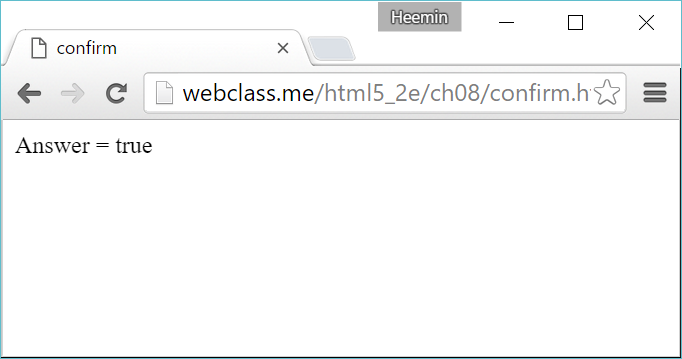 Heemin
confirm
webclass.me/html5_2e/ch08/confirm.h
Answer = true